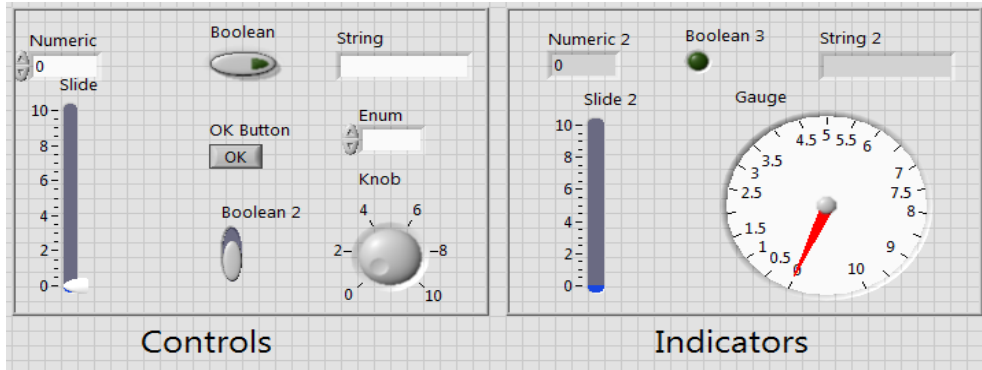 Numeric
0
Slide
10
8
6
4
2
0
Boolean
OK Button
OK
Boolean 2
String
Enum
Knob
0
2
4
6
8
10
Controls
Numeric 2
0
Slide 2
10
8
6
4
2
0
Boolean 3
String 2
Gauge
0
0.5
1
1.5
2.5
3
3.5
4.5
5
5.5
6
7
7.5
8
9
10
Indicators